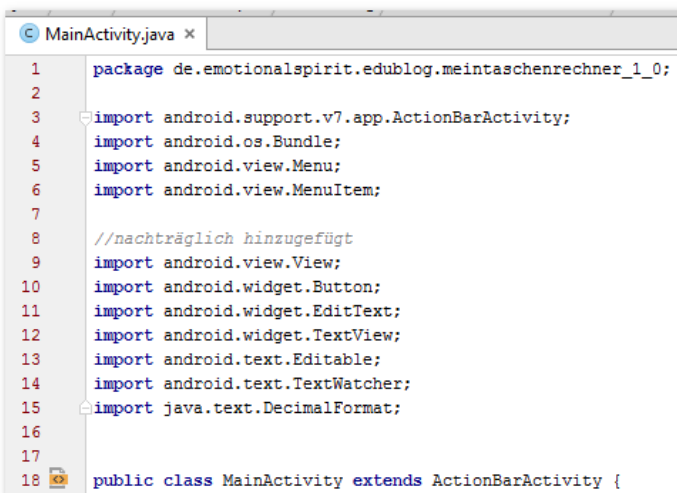 MainActivity.java ×
1 package de.emotionalspirit.edublog.meintaschenrechner_1_0;
2
3 import android.support.v7.app.ActionBarActivity;
4 import android.os.Bundle;
5 import android.view.Menu;
6 import android.view.MenuItem;
7
8 //nachträglich hinzugefügt
9 import android.view.View;
10 import android.widget.Button;
11 import android.widget.EditText;
12 import android.widget.TextView;
13 import android.text.Editable;
14 import android.text.TextWatcher;
15 import java.text.DecimalFormat;
16
17
18 public class MainActivity extends ActionBarActivity {